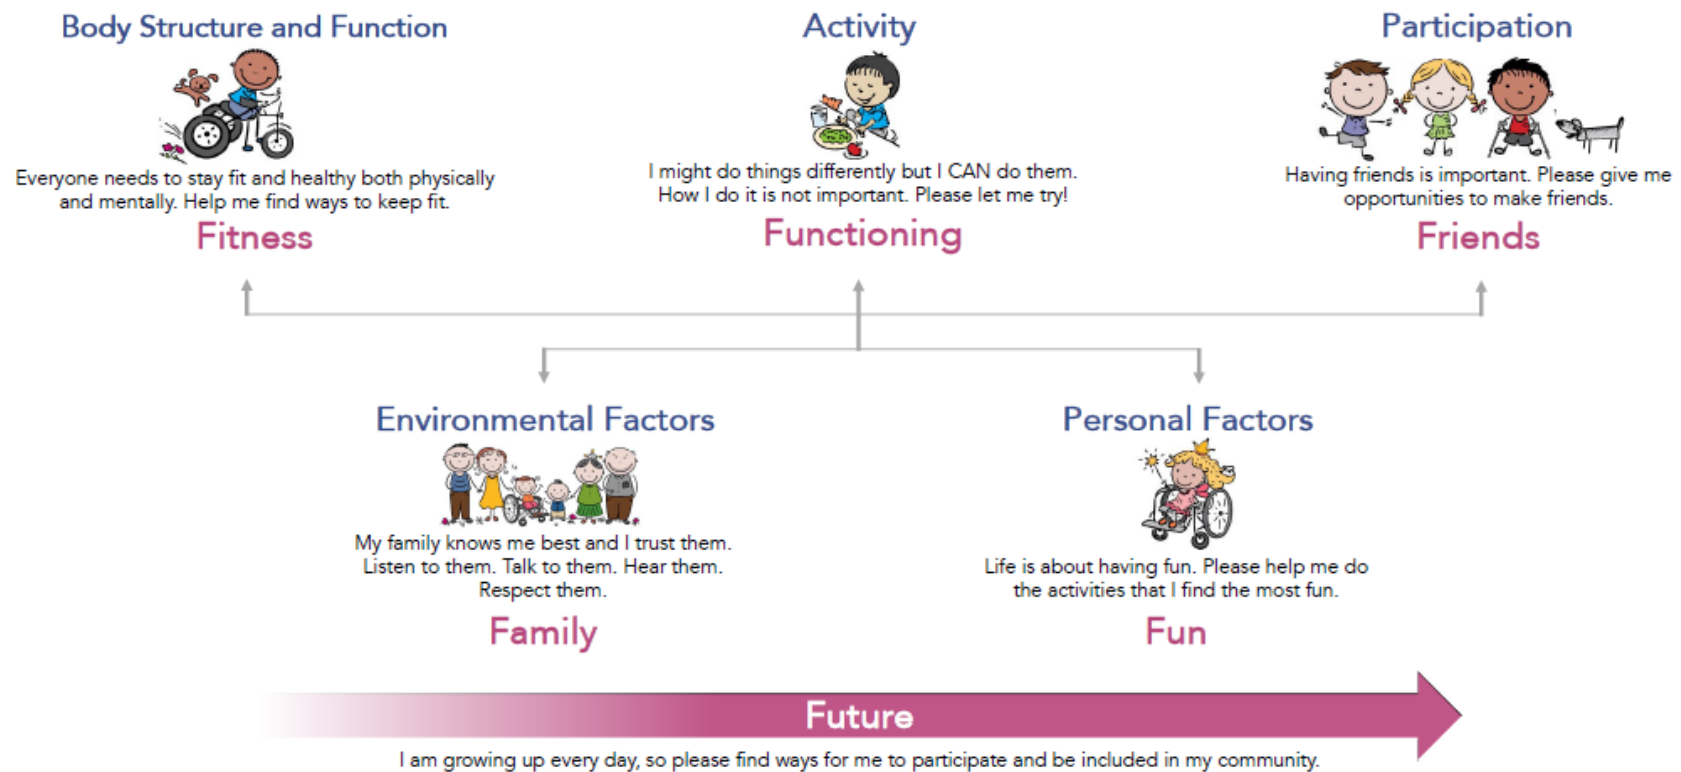 Body Structure and Function
Everyone needs to stay fit and healthy both physically
and mentally. Help me find ways to keep fit.
Fitness
Activity
I might do things differently but I CAN do them.
How I do it is not important. Please let me try!
Functioning
Participation
Having friends is important. Please give me
opportunities to make friends.
Friends
Environmental Factors
My family knows me best and I trust them.
Listen to them. Talk to them. Hear them.
Respect them.
Family
Personal Factors
Life is about having fun. Please help me do
the activities that I find the most fun.
Fun
Future
I am growing up every day, so please find ways for me to participate and be included in my community.